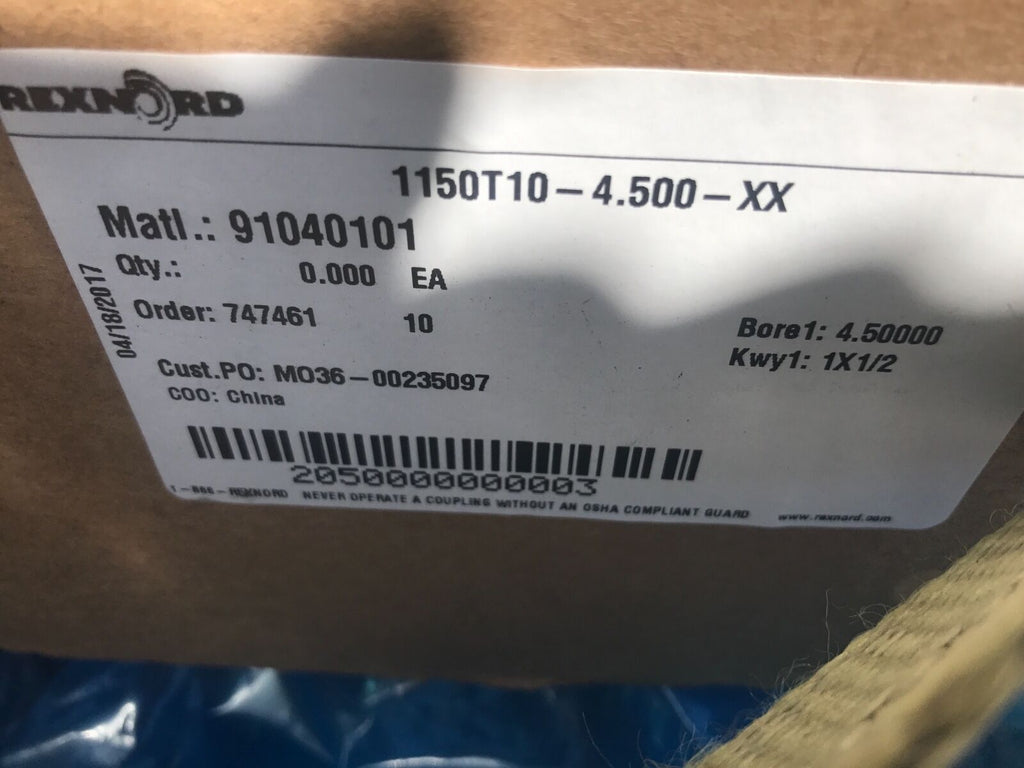 REXNORD
1150T10-4.500-XX
Matl.: 91040101
Qty.: 0.000 EA
04/18/2017
Order: 747461 10
Bore1: 4.50000
Kwy1: 1X1/2
Cust.PO: MO36-00235097
COO: China
2050000000003
1-866-REXNORD NEVER OPERATE A COUPLING WITHOUT AN OSHA COMPLIANT GUARD www.rexnord.com